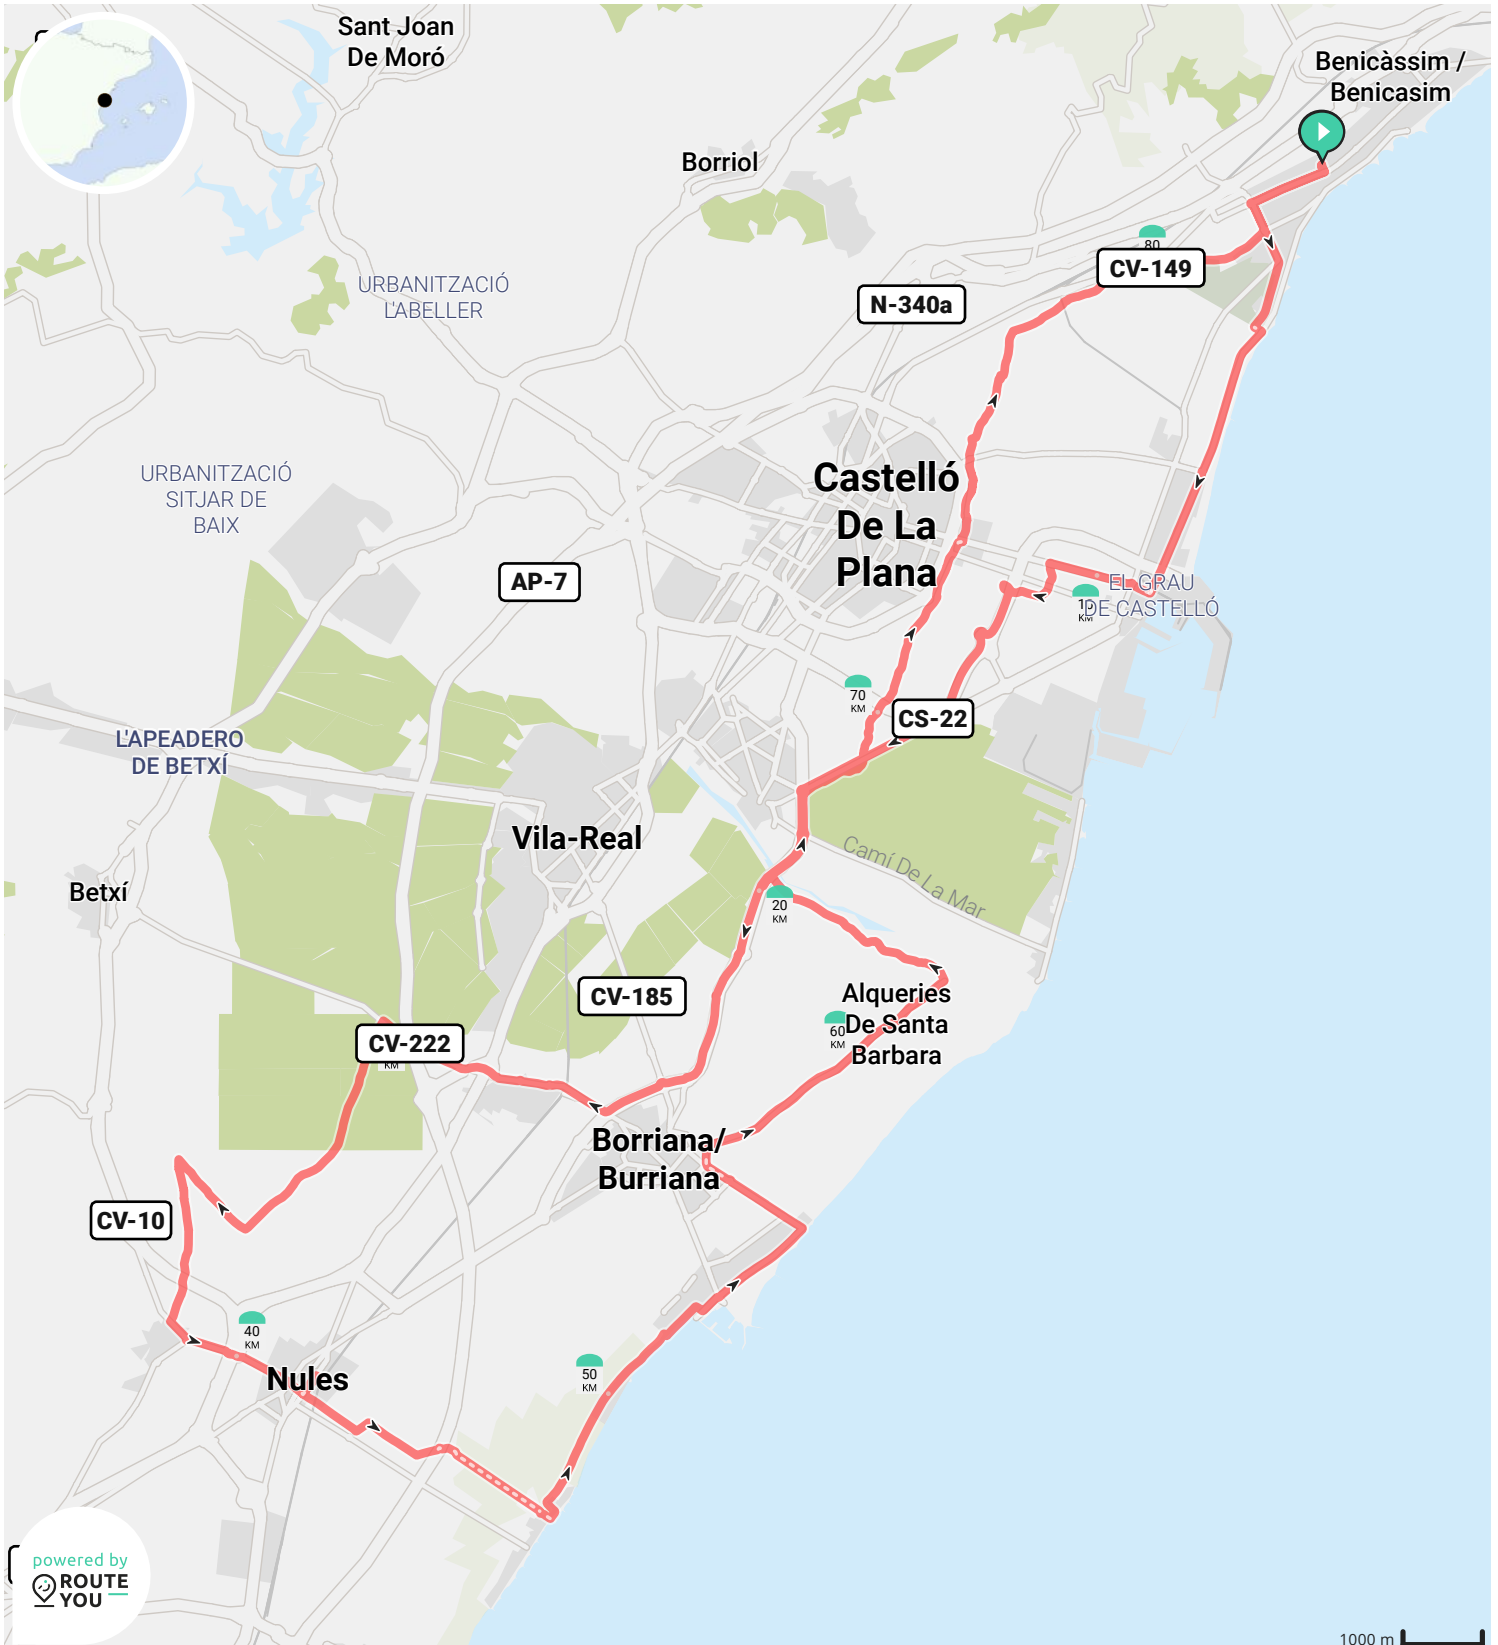 Sant Joan
De Moró
Benicàssim /
Benicasim
Borriol
80
CV-149
URBANITZACIÓ
L'ABELLER
N-340a
URBANITZACIÓ
SITJAR DE
BAIX
Castelló
De La
Plana
AP-7
EL GRAU
DE CASTELLÓ
10
KM
70
KM
CS-22
L'APEADERO
DE BETXÍ
Vila-Real
Camí De La Mar
Betxí
20
KM
CV-185
Alqueries
De Santa
Barbara
60
KM
CV-222
KM
Borriana/
Burriana
CV-10
40
KM
Nules
50
KM
powered by
ROUTE
YOU
1000 m